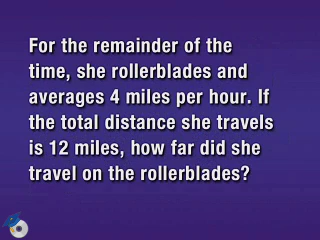 For the remainder of the
time, she rollerblades and
averages 4 miles per hour. If
the total distance she travels
is 12 miles, how far did she
travel on the rollerblades?